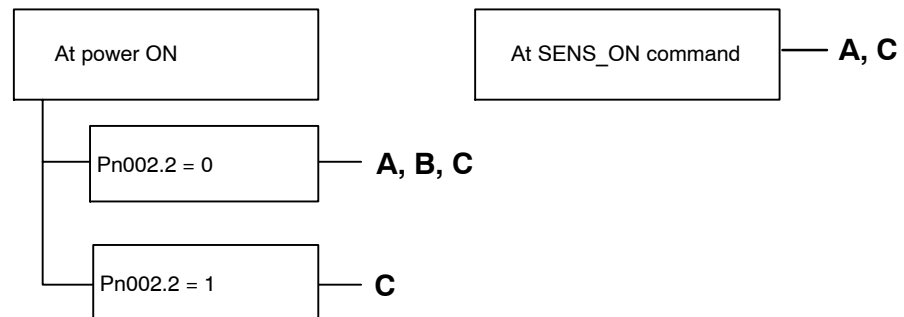 At power ON
At SENS_ON command
A, C
Pn002.2 = 0
A, B, C
Pn002.2 = 1
C